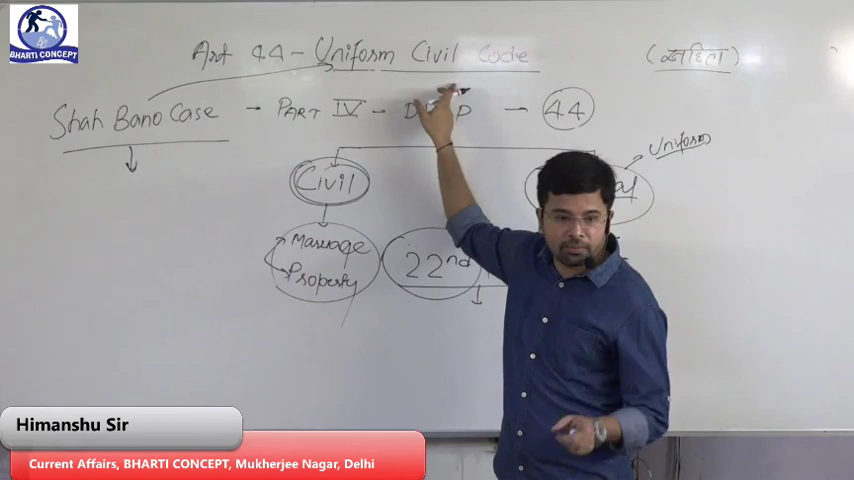 BHARTI CONCEPT
Art 44 - Uniform Civil Code (संहिता)
Shah Bano Case - PART IV - D P - 44
Uniform
Civil al
Marriage
Property
22nd
Himanshu Sir
Current Affairs, BHARTI CONCEPT, Mukherjee Nagar, Delhi